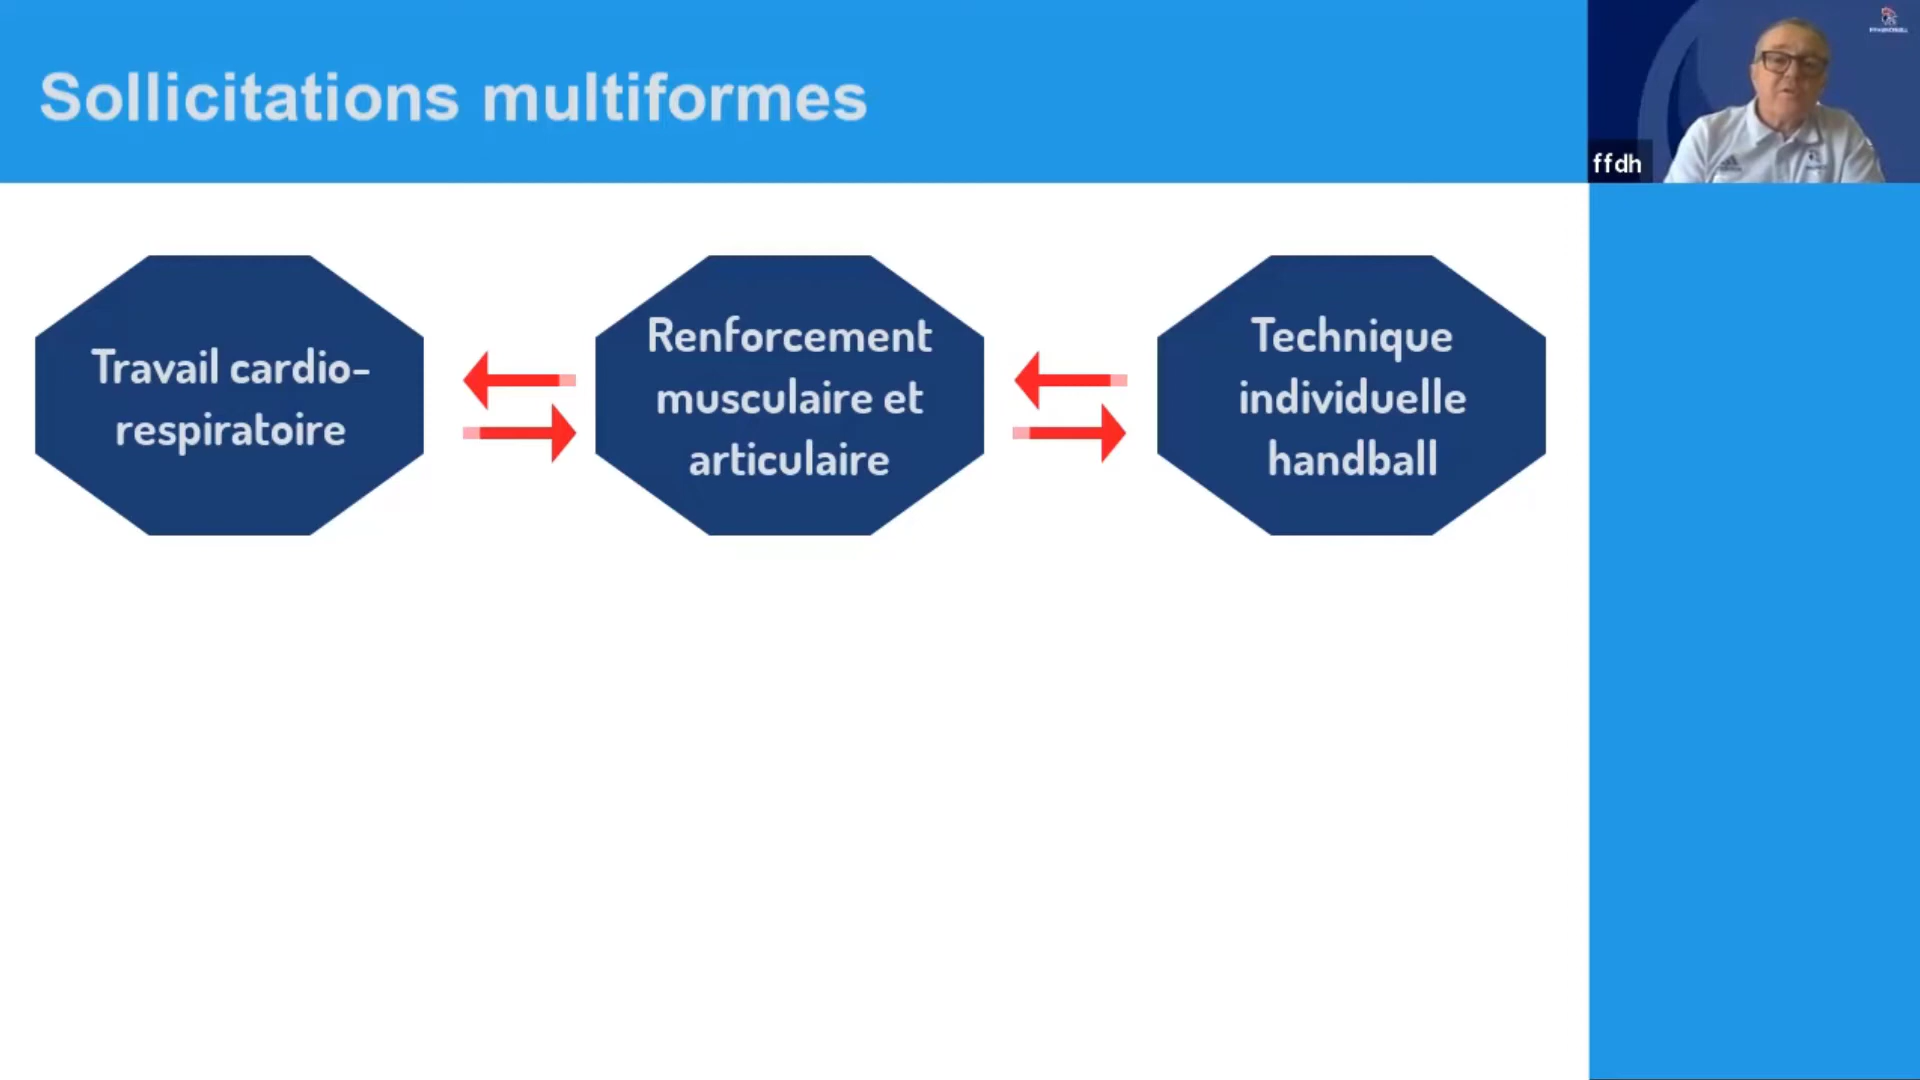 Sollicitations multiformes
ffdh
Travail cardio-
respiratoire
Renforcement
musculaire et
articulaire
Technique
individuelle
handball